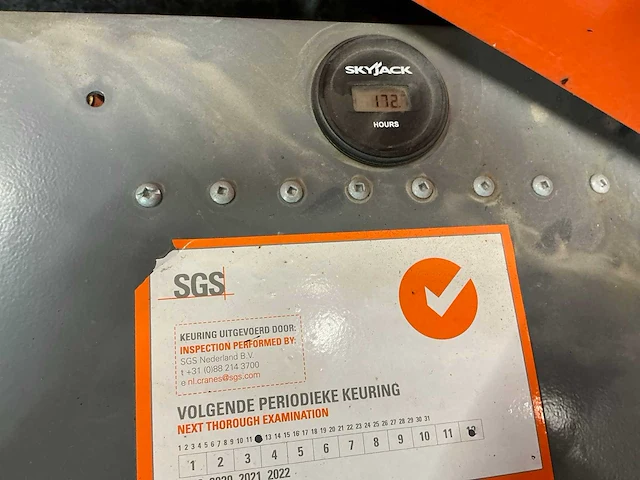 SKYJACK
172
HOURS
SGS
KEURING UITGEVOERD DOOR:
INSPECTION PERFORMED BY:
SGS Nederland B.V.
t +31 (0)88 214 3700
e nl.cranes@sgs.com
VOLGENDE PERIODIEKE KEURING
NEXT THOROUGH EXAMINATION
1 2 3 4 5 6 7 8 9 10 11 13 14 15 16 17 18 19 20 21 22 23 24 25 26 27 28 29 30 31
1 2 3 4 5 6 7 8 9 10 11
2020 2021 2022